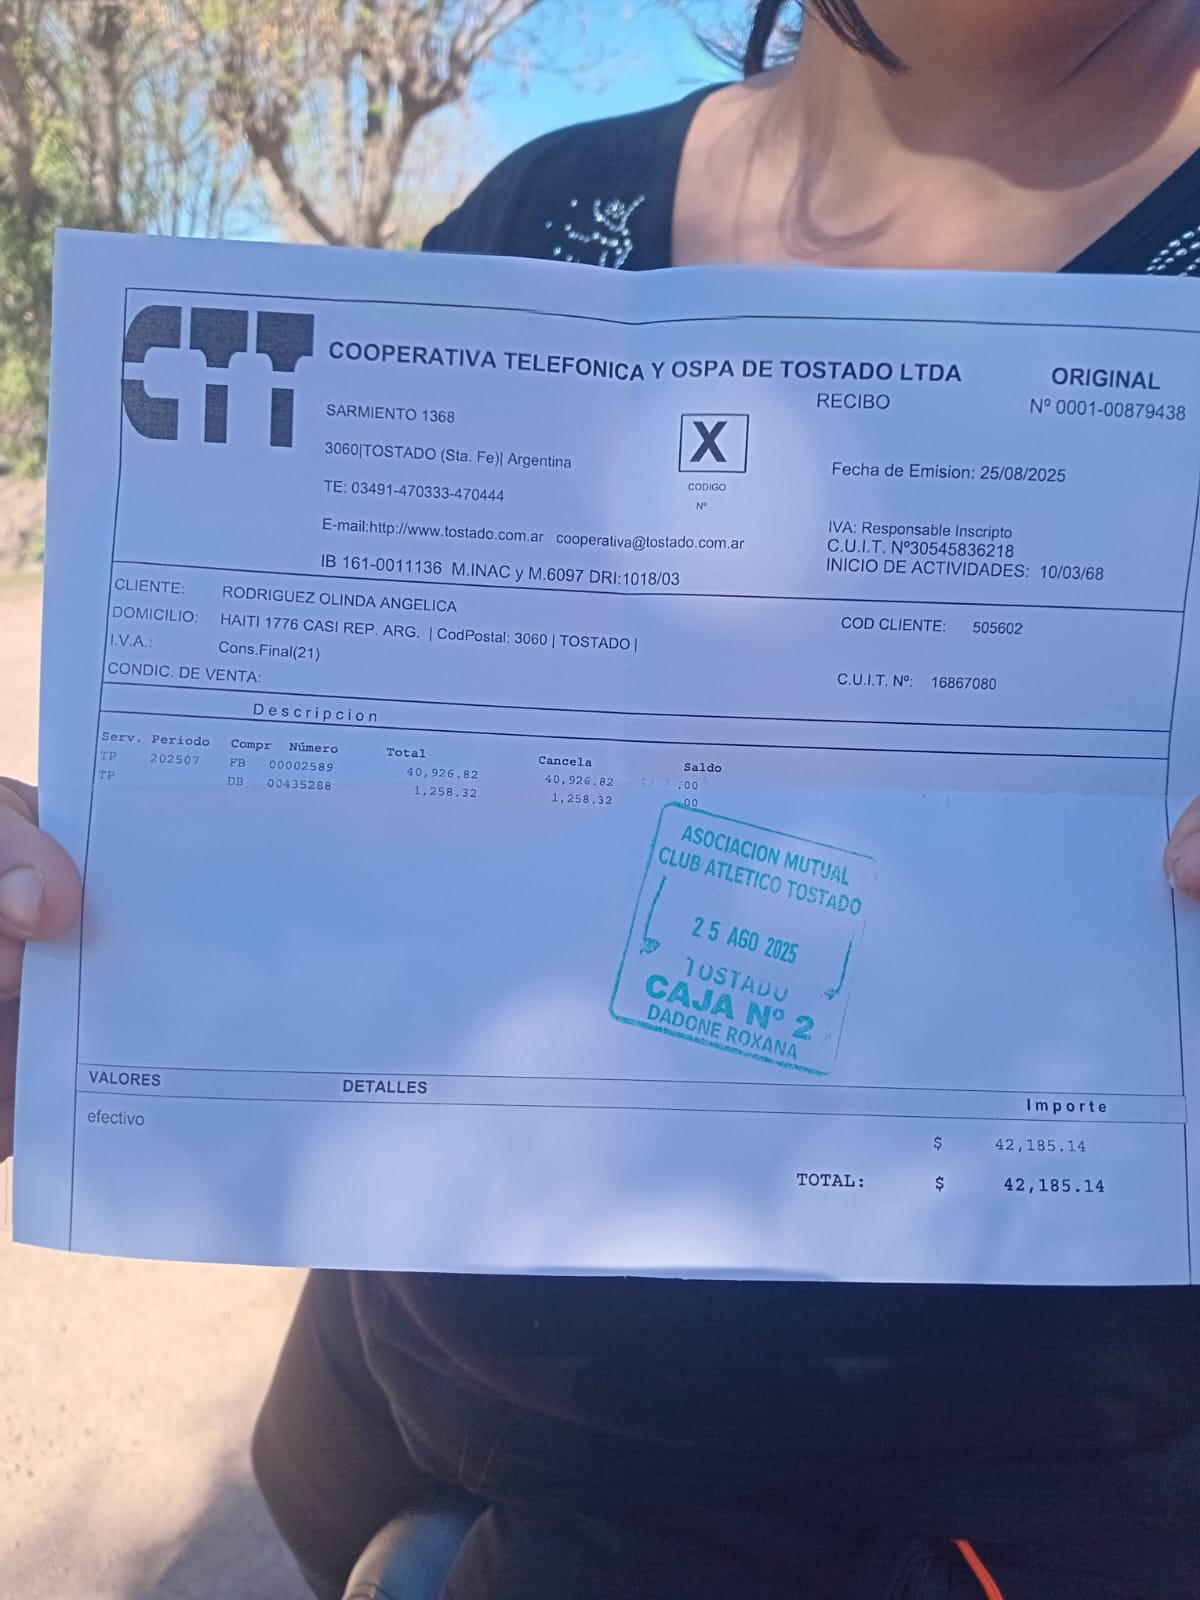 CTT
COOPERATIVA TELEFONICA Y OSPA DE TOSTADO LTDA
ORIGINAL
RECIBO
Nº 0001-00879438
SARMIENTO 1368
X
3060|TOSTADO (Sta. Fe)| Argentina
Fecha de Emision: 25/08/2025
CODIGO
Nº
TE: 03491-470333-470444
E-mail:http://www.tostado.com.ar cooperativa@tostado.com.ar
IVA: Responsable Inscripto
C.U.I.T. Nº30545836218
IB 161-0011136 M.INAC y M.6097 DRI:1018/03
INICIO DE ACTIVIDADES: 10/03/68
CLIENTE: RODRIGUEZ OLINDA ANGELICA
COD CLIENTE: 505602
DOMICILIO: HAITI 1776 CASI REP. ARG. | CodPostal: 3060 | TOSTADO |
I.V.A.: Cons.Final(21)
C.U.I.T. Nº: 16867080
CONDIC. DE VENTA:
Descripcion
Serv. Periodo Compr Número Total Cancela Saldo
TP 202507 FB 00002589 40,926.82 40,926.82 .00
TP DB 00435288 1,258.32 1,258.32 .00
ASOCIACION MUTUAL
CLUB ATLETICO TOSTADO
25 AGO 2025
TOSTADO
CAJA Nº 2
DADONE ROXANA
VALORES DETALLES Importe
efectivo $ 42,185.14
TOTAL: $ 42,185.14